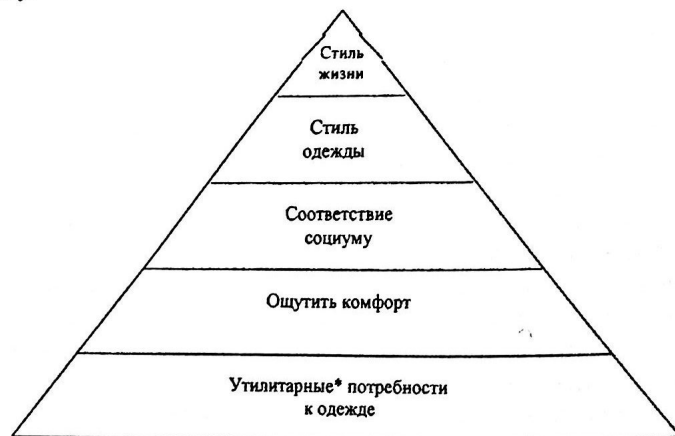 Стиль
жизни
Стиль
одежды
Соответствие
социуму
Ощутить комфорт
Утилитарные* потребности
к одежде